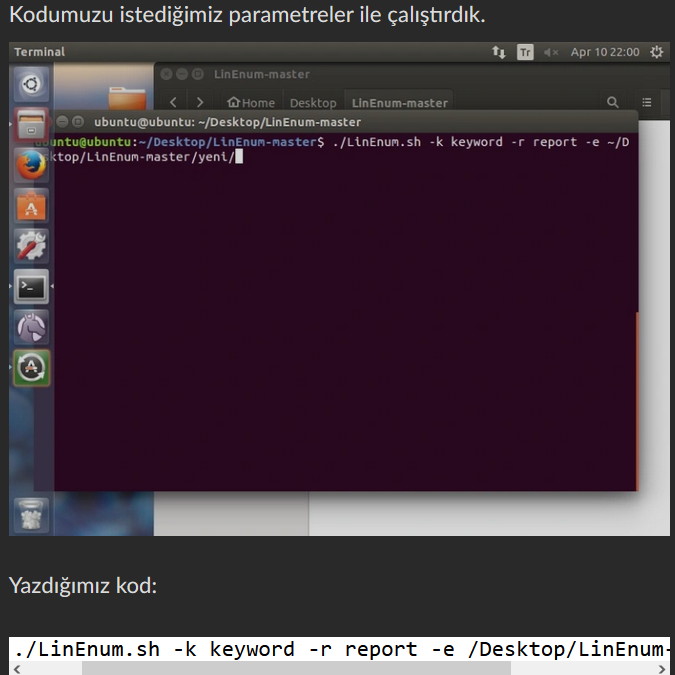 Kodumuzu istediğimiz parametreler ile çalıştırdık.
Terminal
Tr
Apr 10 22:00
LinEnum-master
Home
Desktop
LinEnum-master
ubuntu@ubuntu: ~/Desktop/LinEnum-master
ubuntu@ubuntu:~/Desktop/LinEnum-master$ ./LinEnum.sh -k keyword -r report -e ~/D
esktop/LinEnum-master/yeni/
Yazdığımız kod:
./LinEnum.sh -k keyword -r report -e /Desktop/LinEnum-